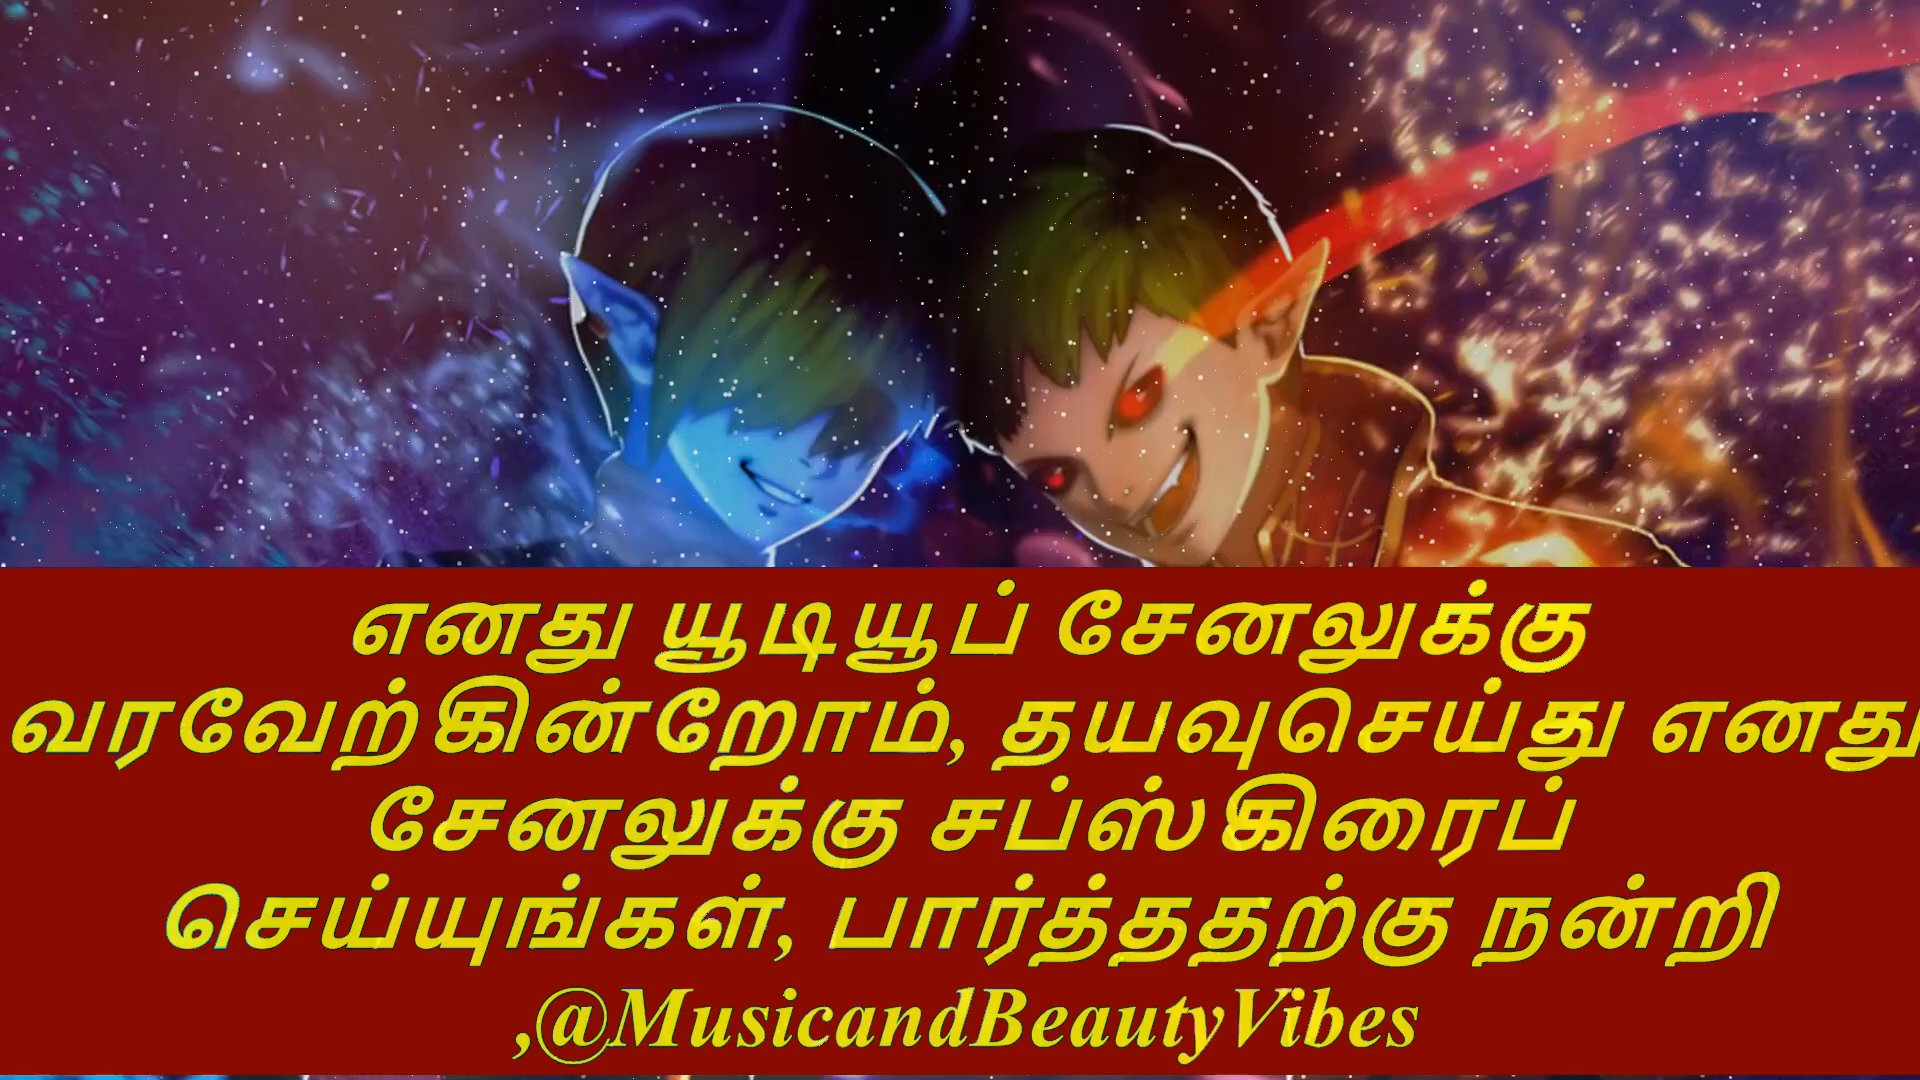 எனது யூடியூப் சேனலுக்கு
வரவேற்கின்றோம், தயவுசெய்து எனது
சேனலுக்கு சப்ஸ்கிரைப்
செய்யுங்கள், பார்த்ததற்கு நன்றி
,@MusicandBeautyVibes